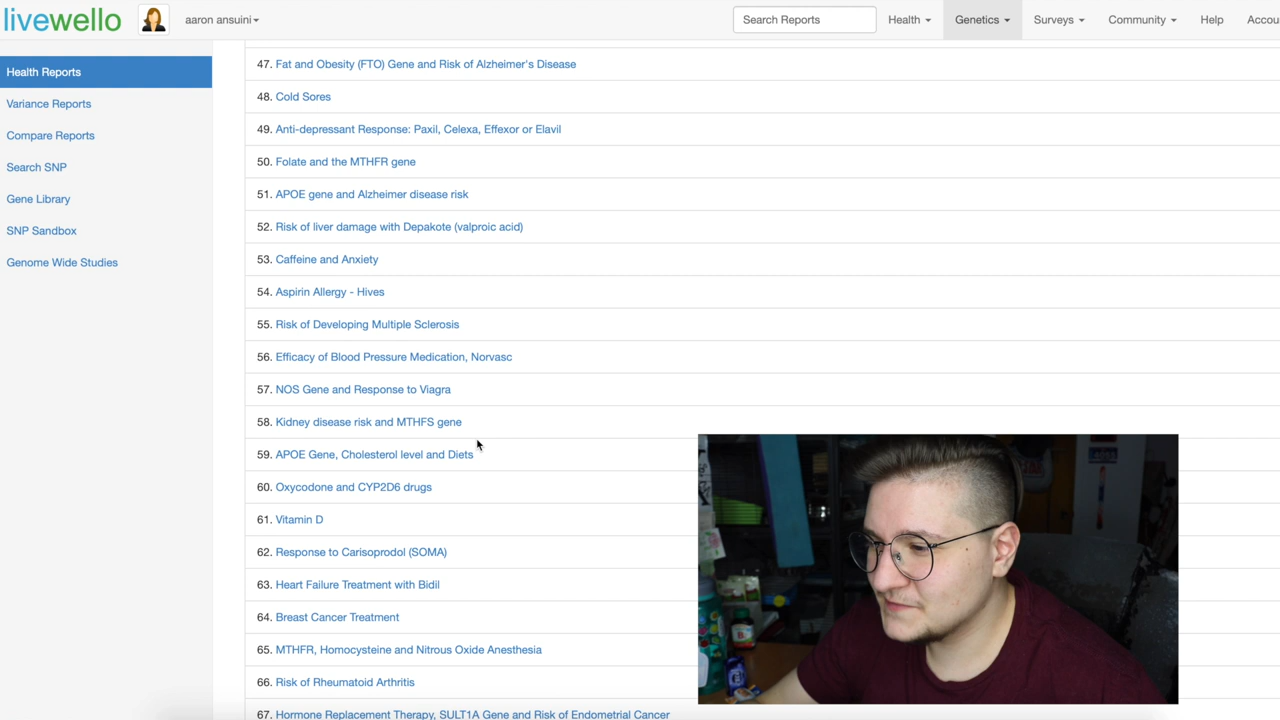 livewello
aaron ansuini
Search Reports
Health
Genetics
Surveys
Community
Help
Accou
Health Reports
Variance Reports
Compare Reports
Search SNP
Gene Library
SNP Sandbox
Genome Wide Studies
47. Fat and Obesity (FTO) Gene and Risk of Alzheimer's Disease
48. Cold Sores
49. Anti-depressant Response: Paxil, Celexa, Effexor or Elavil
50. Folate and the MTHFR gene
51. APOE gene and Alzheimer disease risk
52. Risk of liver damage with Depakote (valproic acid)
53. Caffeine and Anxiety
54. Aspirin Allergy - Hives
55. Risk of Developing Multiple Sclerosis
56. Efficacy of Blood Pressure Medication, Norvasc
57. NOS Gene and Response to Viagra
58. Kidney disease risk and MTHFS gene
59. APOE Gene, Cholesterol level and Diets
60. Oxycodone and CYP2D6 drugs
61. Vitamin D
62. Response to Carisoprodol (SOMA)
63. Heart Failure Treatment with Bidil
64. Breast Cancer Treatment
65. MTHFR, Homocysteine and Nitrous Oxide Anesthesia
66. Risk of Rheumatoid Arthritis
67. Hormone Replacement Therapy, SULT1A Gene and Risk of Endometrial Cancer